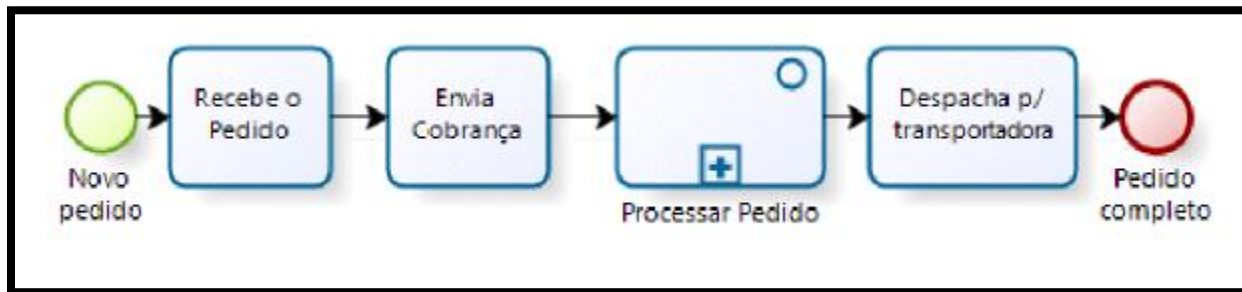 Novo
pedido
Recebe o
Pedido
Envia
Cobrança
Processar Pedido
Despacha p/
transportadora
Pedido
completo